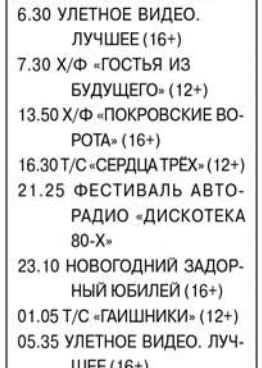 6.30 УЛЕТНОЕ ВИДЕО.
ЛУЧШЕЕ (16+)
7.30 Х/Ф «ГОСТЬЯ ИЗ
БУДУЩЕГО» (12+)
13.50 Х/Ф «ПОКРОВСКИЕ ВО-
РОТА» (16+)
16.30 Т/С «СЕРДЦА ТРЁХ» (12+)
21.25 ФЕСТИВАЛЬ АВТО-
РАДИО «ДИСКОТЕКА
80-Х»
23.10 НОВОГОДНИЙ ЗАДОР-
НЫЙ ЮБИЛЕЙ (16+)
01.05 Т/С «ГАИШНИКИ» (12+)
05.35 УЛЕТНОЕ ВИДЕО. ЛУЧ-
ШЕЕ (16+)